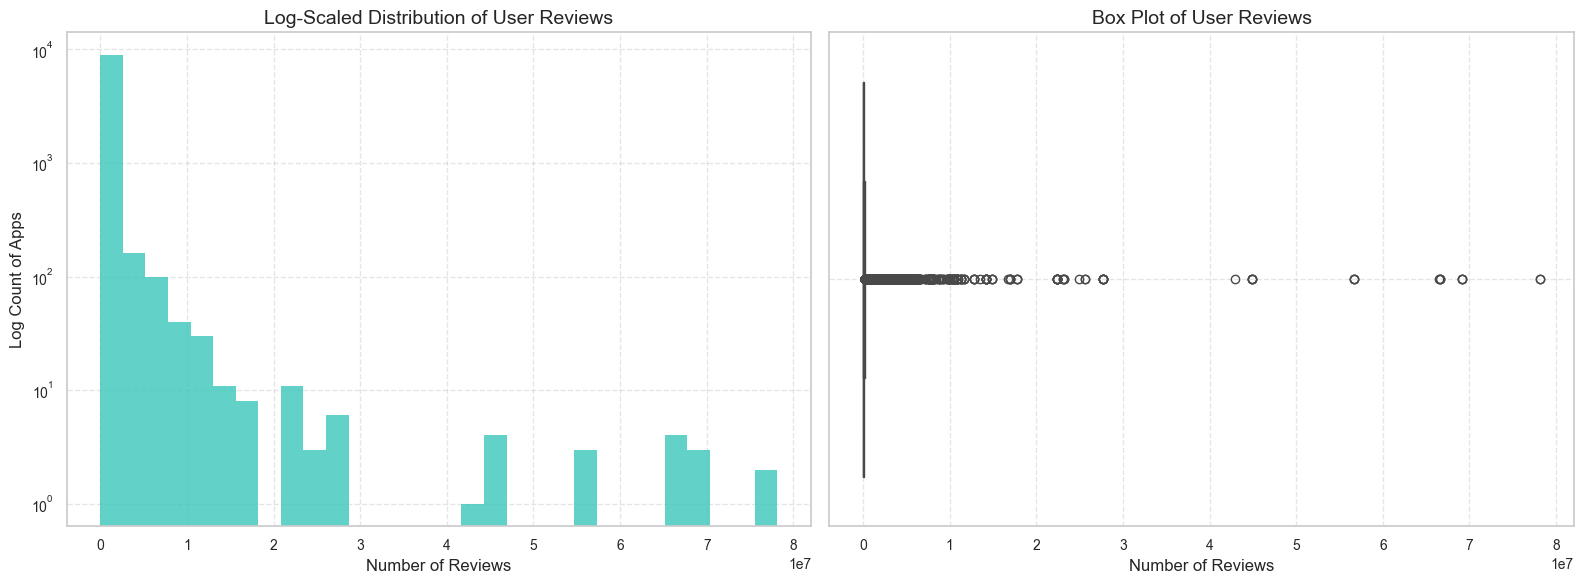 Log-Scaled Distribution of User Reviews
Log Count of Apps
10^4
10^3
10^2
10^1
10^0
0 1 2 3 4 5 6 7 8
1e7
Number of Reviews
Box Plot of User Reviews
0 1 2 3 4 5 6 7 8
1e7
Number of Reviews